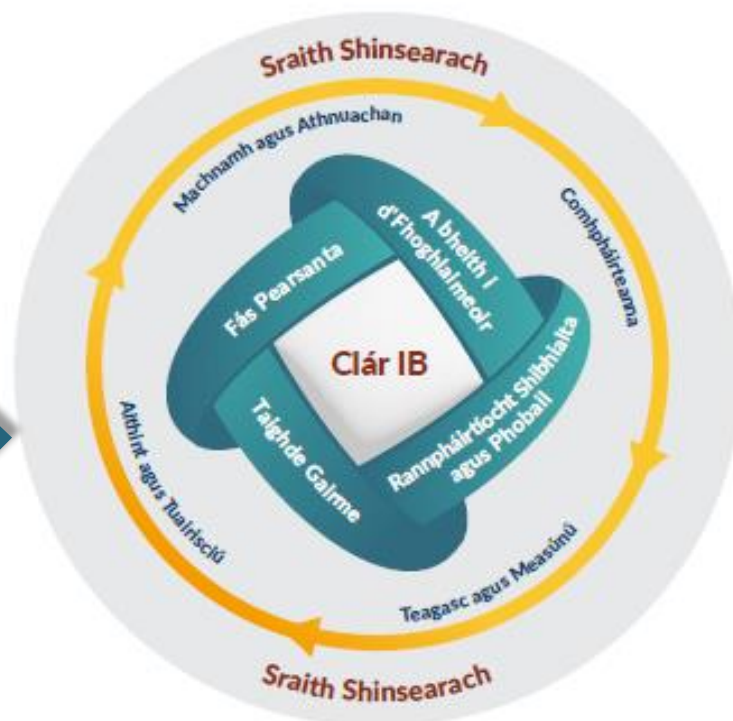 Sraith Shinsearach
Machnamh agus Athnuachan
Comhpháirteanna
A bheith i
d'Fhoghlaimeoir
Fás Pearsanta
Clár IB
Rannpháirtíocht Shibhialta
agus Phobail
Taighde Gairme
Aithint agus Tuairisciú
Teagasc agus Measúnú
Sraith Shinsearach